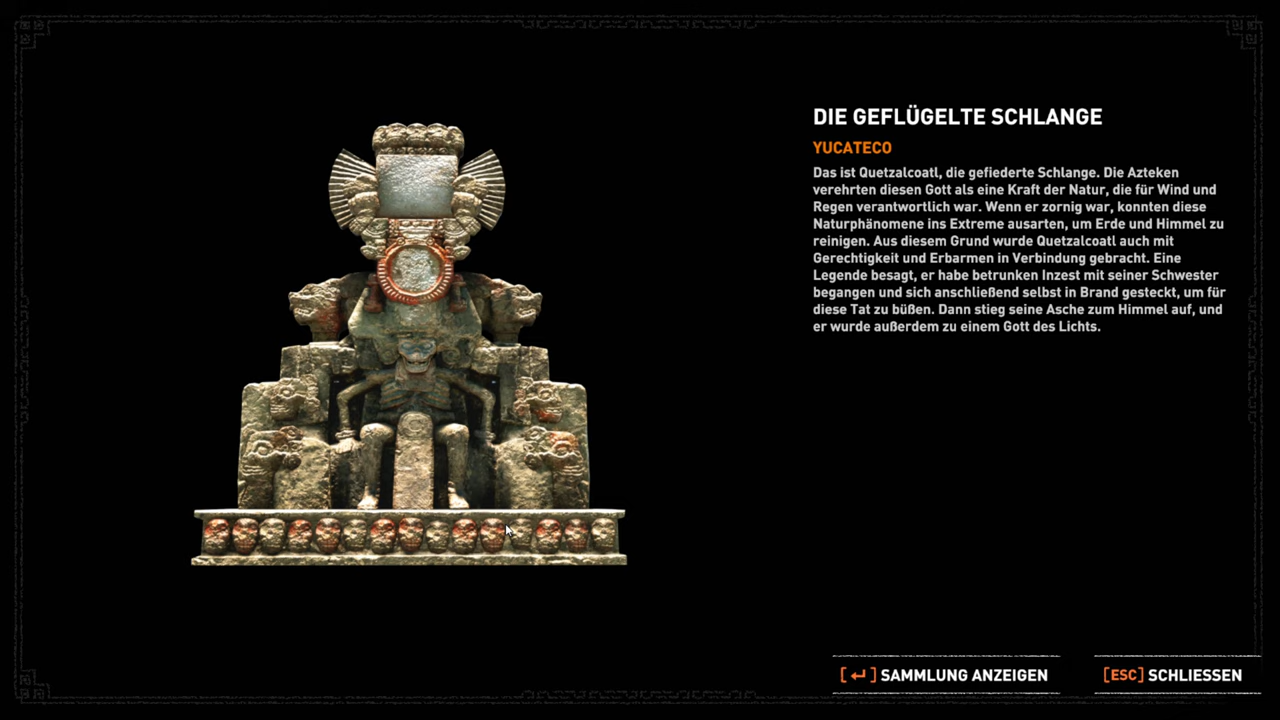 DIE GEFLÜGELTE SCHLANGE
YUCATECO
Das ist Quetzalcoatl, die gefiederte Schlange. Die Azteken
verehrten diesen Gott als eine Kraft der Natur, die für Wind und
Regen verantwortlich war. Wenn er zornig war, konnten diese
Naturphänomene ins Extreme ausarten, um Erde und Himmel zu
reinigen. Aus diesem Grund wurde Quetzalcoatl auch mit
Gerechtigkeit und Erbarmen in Verbindung gebracht. Eine
Legende besagt, er habe betrunken Inzest mit seiner Schwester
begangen und sich anschließend selbst in Brand gesteckt, um für
diese Tat zu büßen. Dann stieg seine Asche zum Himmel auf, und
er wurde außerdem zu einem Gott des Lichts.
[↵] SAMMLUNG ANZEIGEN
[ESC] SCHLIESSEN